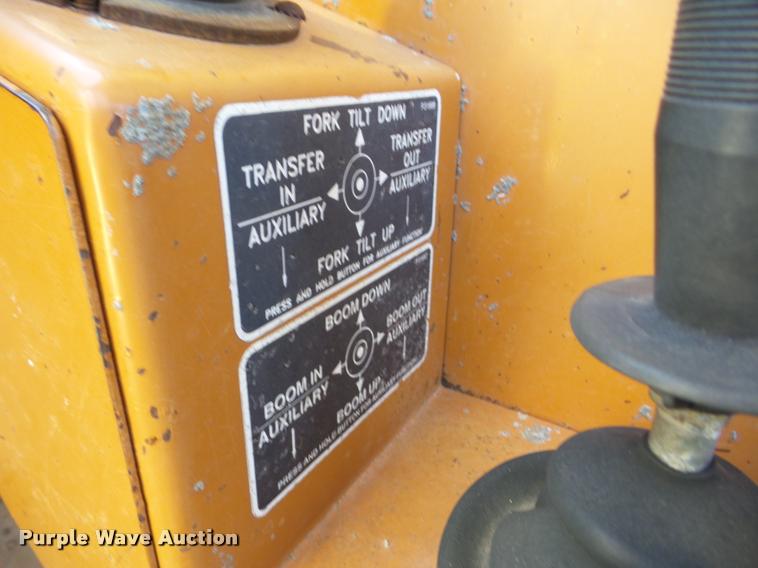 FORK TILT DOWN
TRANSFER
IN
AUXILIARY
TRANSFER
OUT
AUXILIARY
FORK TILT UP
PRESS AND HOLD BUTTON FOR AUXILIARY FUNCTION
BOOM DOWN
BOOM IN
AUXILIARY
BOOM OUT
AUXILIARY
BOOM UP
PRESS AND HOLD BUTTON FOR AUXILIARY FUNCTION
Purple Wave Auction